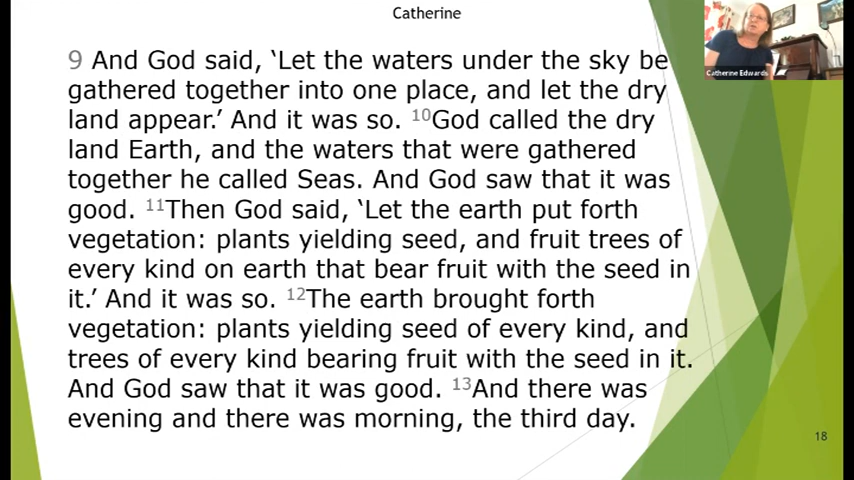 Catherine
9 And God said, ‘Let the waters under the sky be
gathered together into one place, and let the dry
land appear.’ And it was so. 10God called the dry
land Earth, and the waters that were gathered
together he called Seas. And God saw that it was
good. 11Then God said, ‘Let the earth put forth
vegetation: plants yielding seed, and fruit trees of
every kind on earth that bear fruit with the seed in
it.’ And it was so. 12The earth brought forth
vegetation: plants yielding seed of every kind, and
trees of every kind bearing fruit with the seed in it.
And God saw that it was good. 13And there was
evening and there was morning, the third day.
Catherine Edwards
18